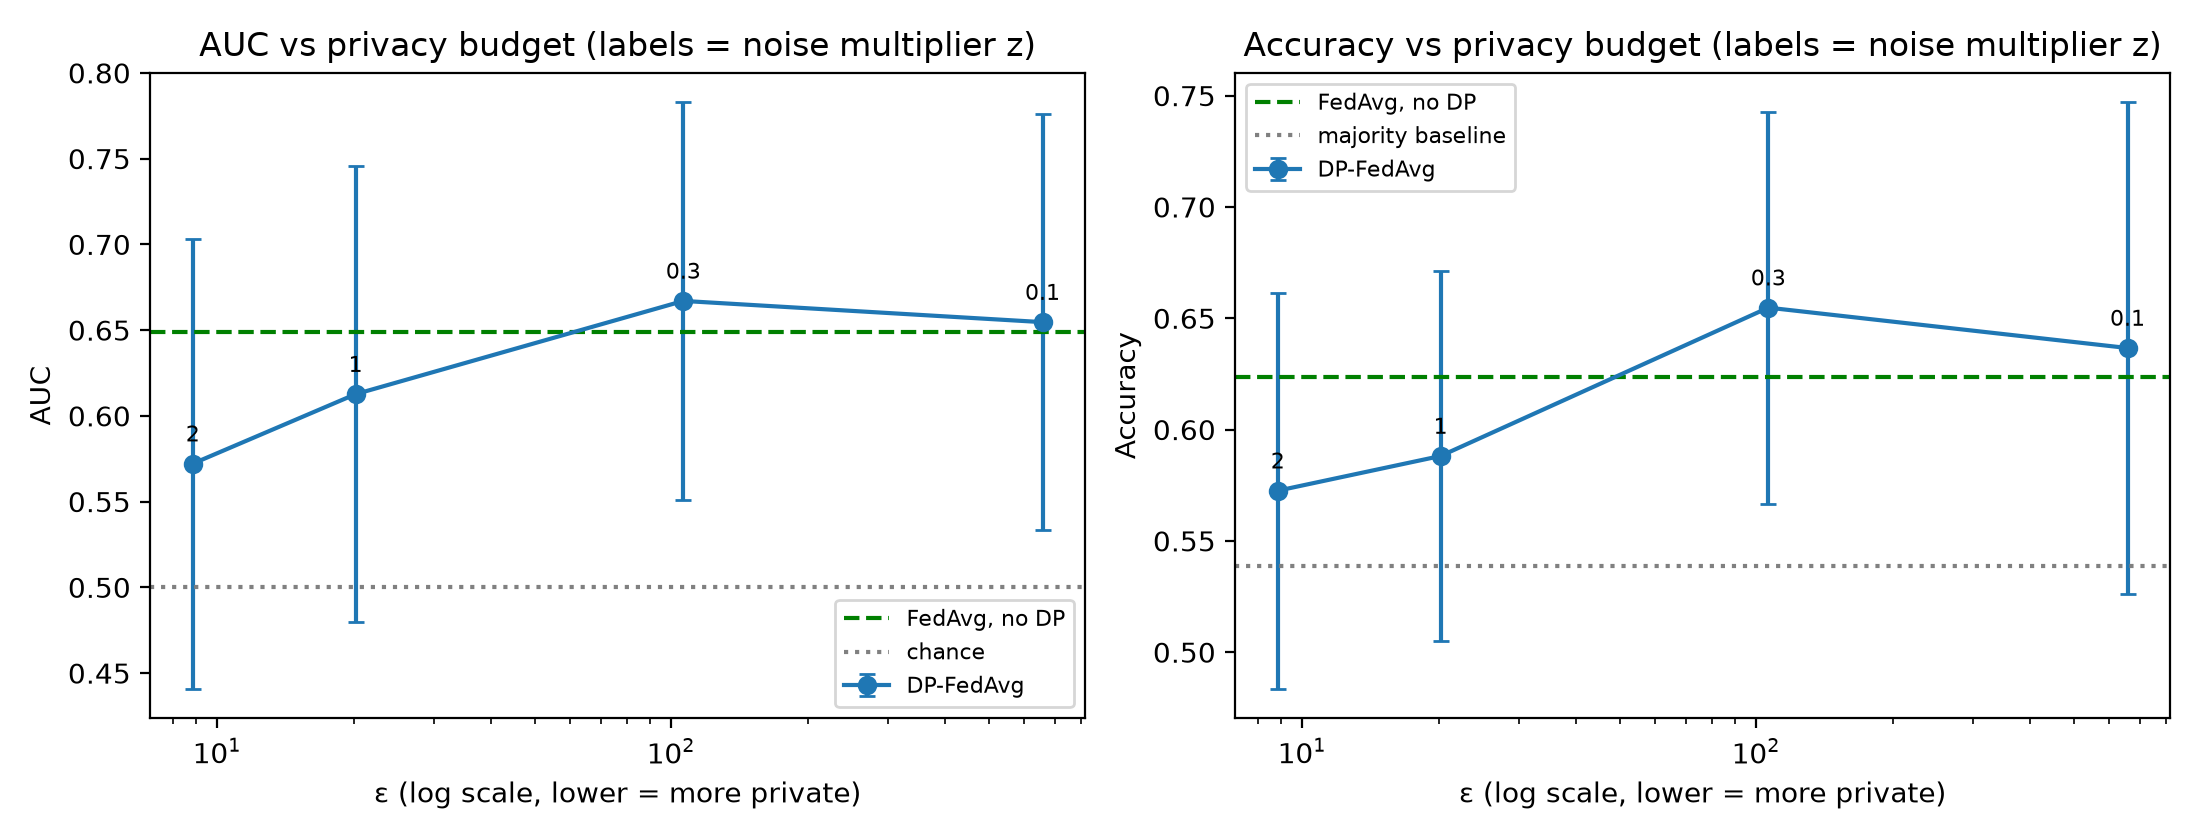 AUC vs privacy budget (labels = noise multiplier z)
0.80
0.75
0.70
0.65
0.60
0.55
0.50
0.45
AUC
2
1
0.3
0.1
FedAvg, no DP
chance
DP-FedAvg
10¹
10²
ε (log scale, lower = more private)
Accuracy vs privacy budget (labels = noise multiplier z)
0.75
0.70
0.65
0.60
0.55
0.50
Accuracy
FedAvg, no DP
majority baseline
DP-FedAvg
2
1
0.3
0.1
10¹
10²
ε (log scale, lower = more private)